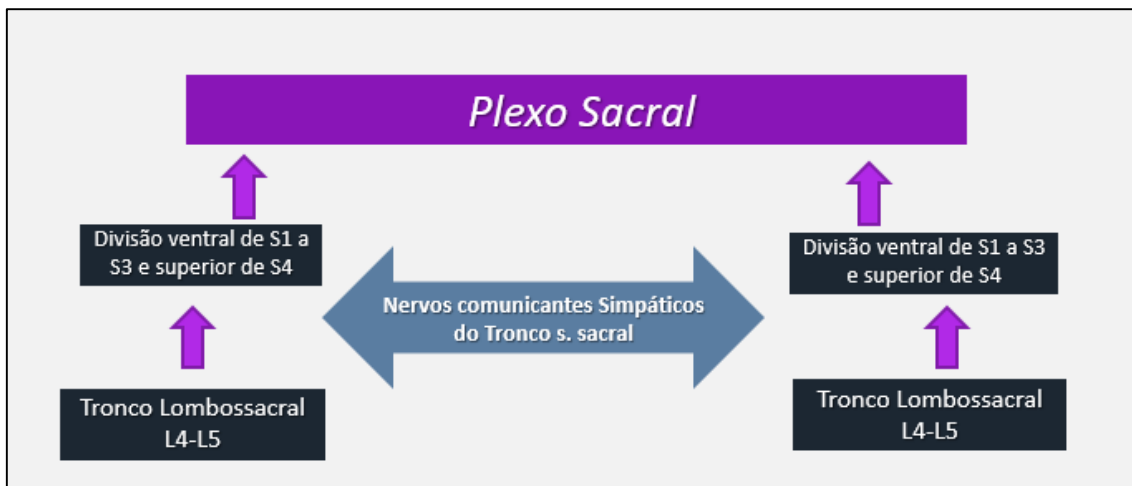 Plexo Sacral
Divisão ventral de S1 a
S3 e superior de S4
Divisão ventral de S1 a S3
e superior de S4
Nervos comunicantes Simpáticos
do Tronco s. sacral
Tronco Lombossacral
L4-L5
Tronco Lombossacral
L4-L5